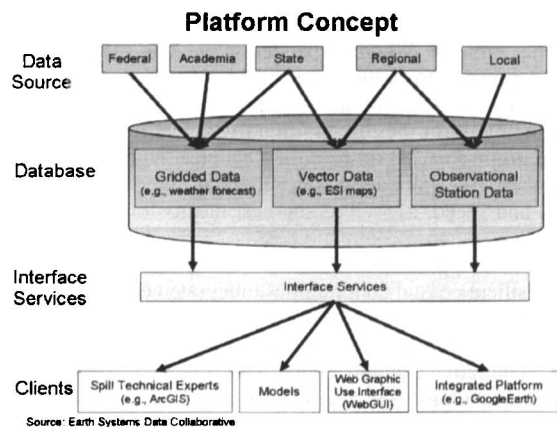 Platform Concept
Data Source
Federal
Academia
State
Regional
Local
Database
Gridded Data
(e.g., weather forecast)
Vector Data
(e.g., ESI maps)
Observational
Station Data
Interface
Services
Interface Services
Clients
Spill Technical Experts
(e.g., ArcGIS)
Models
Web Graphic
Use Interface
(WebGUI)
Integrated Platform
(e.g., GoogleEarth)
Source: Earth Systems Data Collaborative